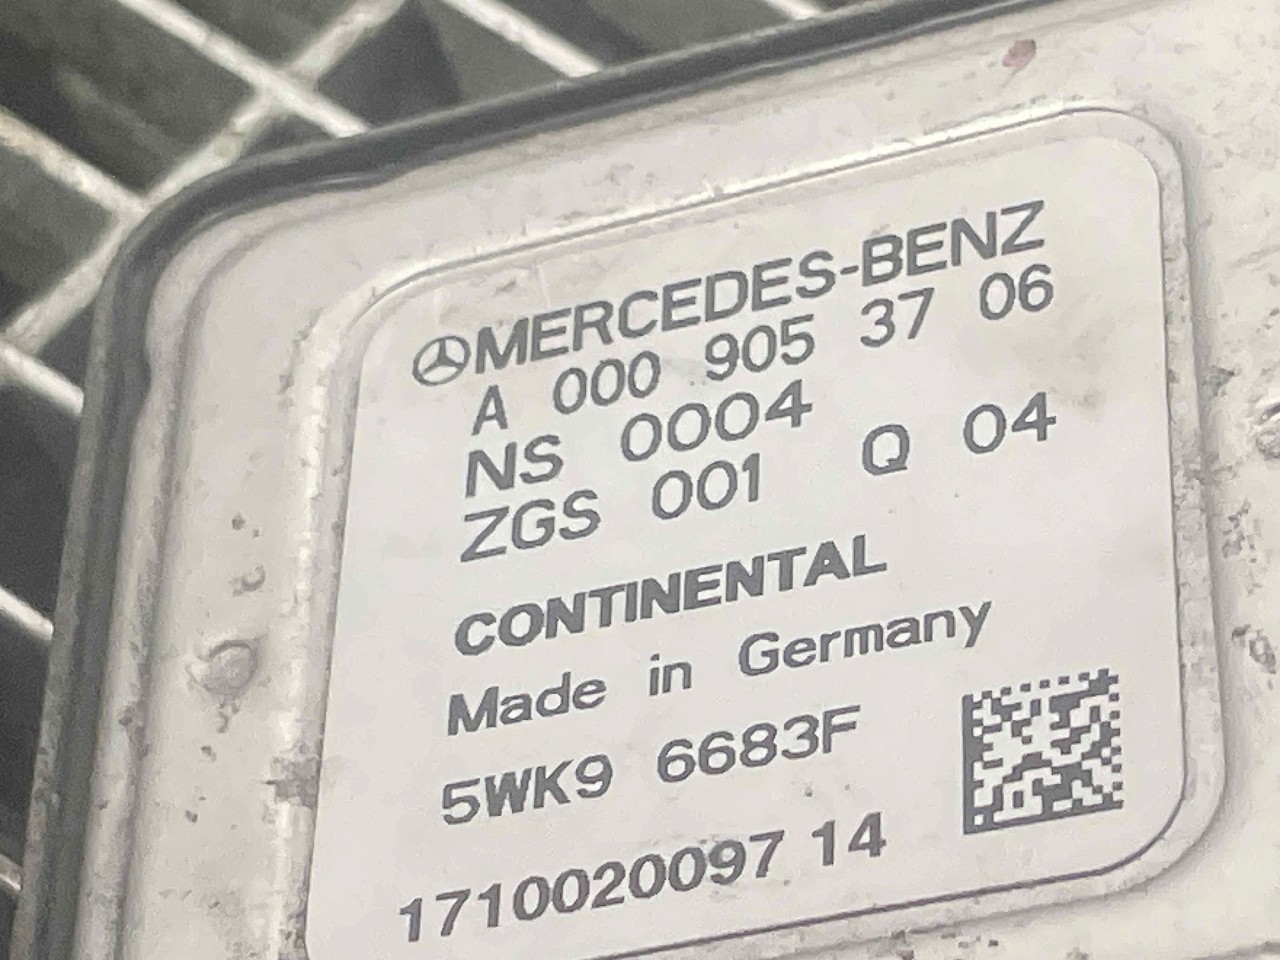 MERCEDES-BENZ
A 000 905 37 06
NS 0004
ZGS 001 Q 04
CONTINENTAL
Made in Germany
5WK9 6683F
1710020097 14